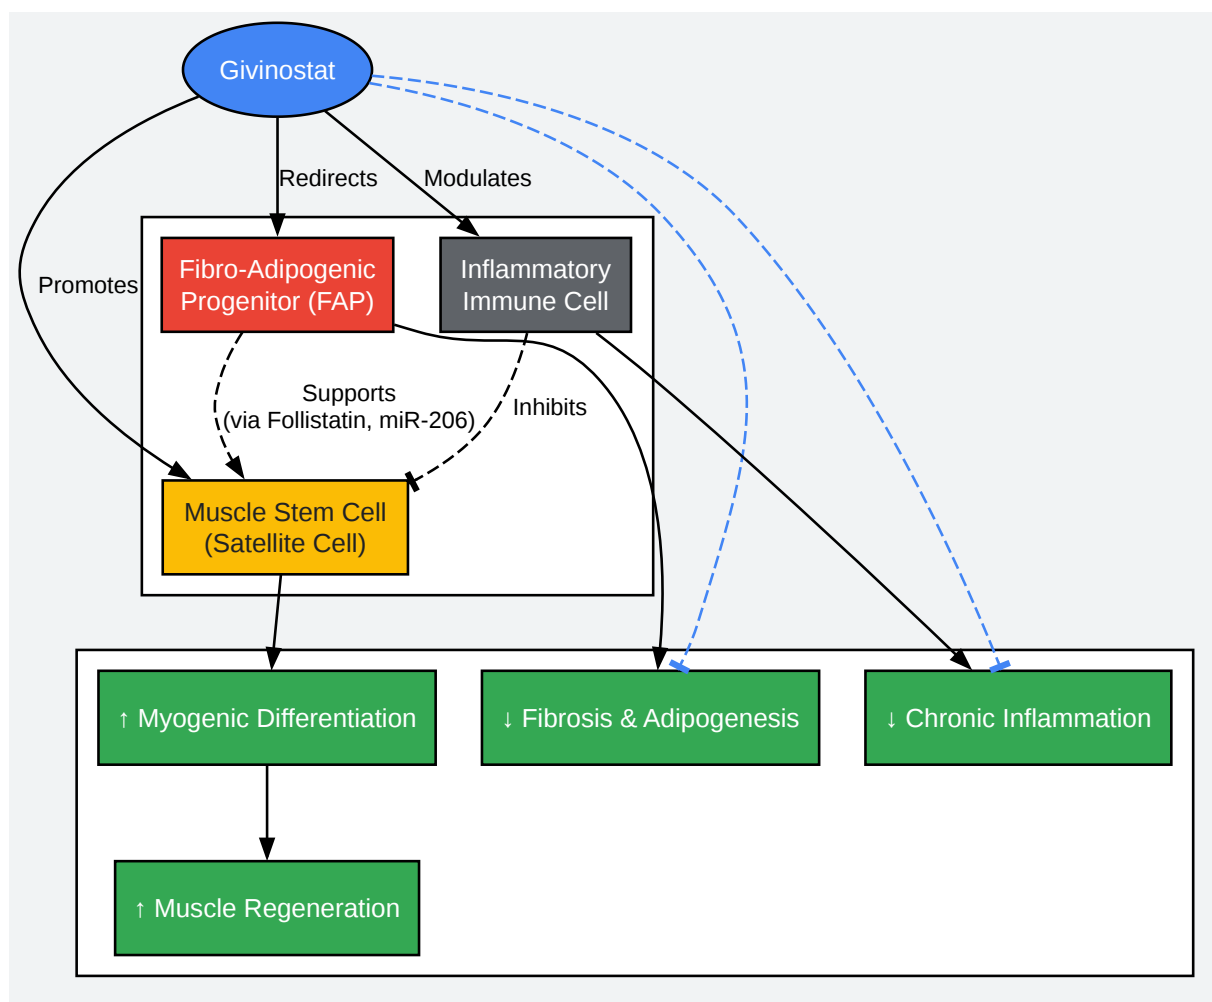 Givinostat
Redirects
Modulates
Fibro-Adipogenic
Progenitor (FAP)
Inflammatory
Immune Cell
Promotes
Supports
(via Follistatin, miR-206)
Inhibits
Muscle Stem Cell
(Satellite Cell)
↑ Myogenic Differentiation
↓ Fibrosis & Adipogenesis
↓ Chronic Inflammation
↑ Muscle Regeneration